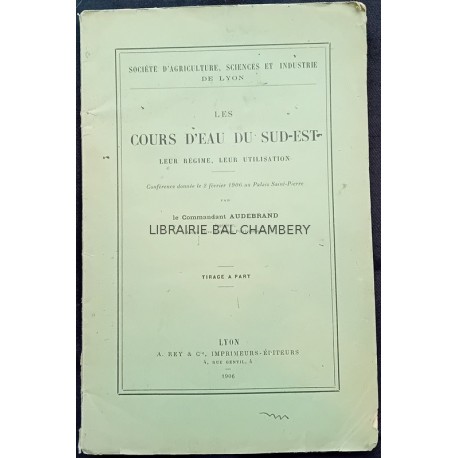 SOCIÉTÉ D'AGRICULTURE, SCIENCES ET INDUSTRIE
DE LYON
LES
COURS D'EAU DU SUD-EST
LEUR RÉGIME, LEUR UTILISATION
Conférence donnée le 2 février 1906 au Palais Saint-Pierre
PAR
le Commandant AUDEBRAND
LIBRAIRIE BAL CHAMBERY
TIRAGE A PART
LYON
A. REY & Cie, IMPRIMEURS-ÉDITEURS
4, RUE GENTIL, 4
1906